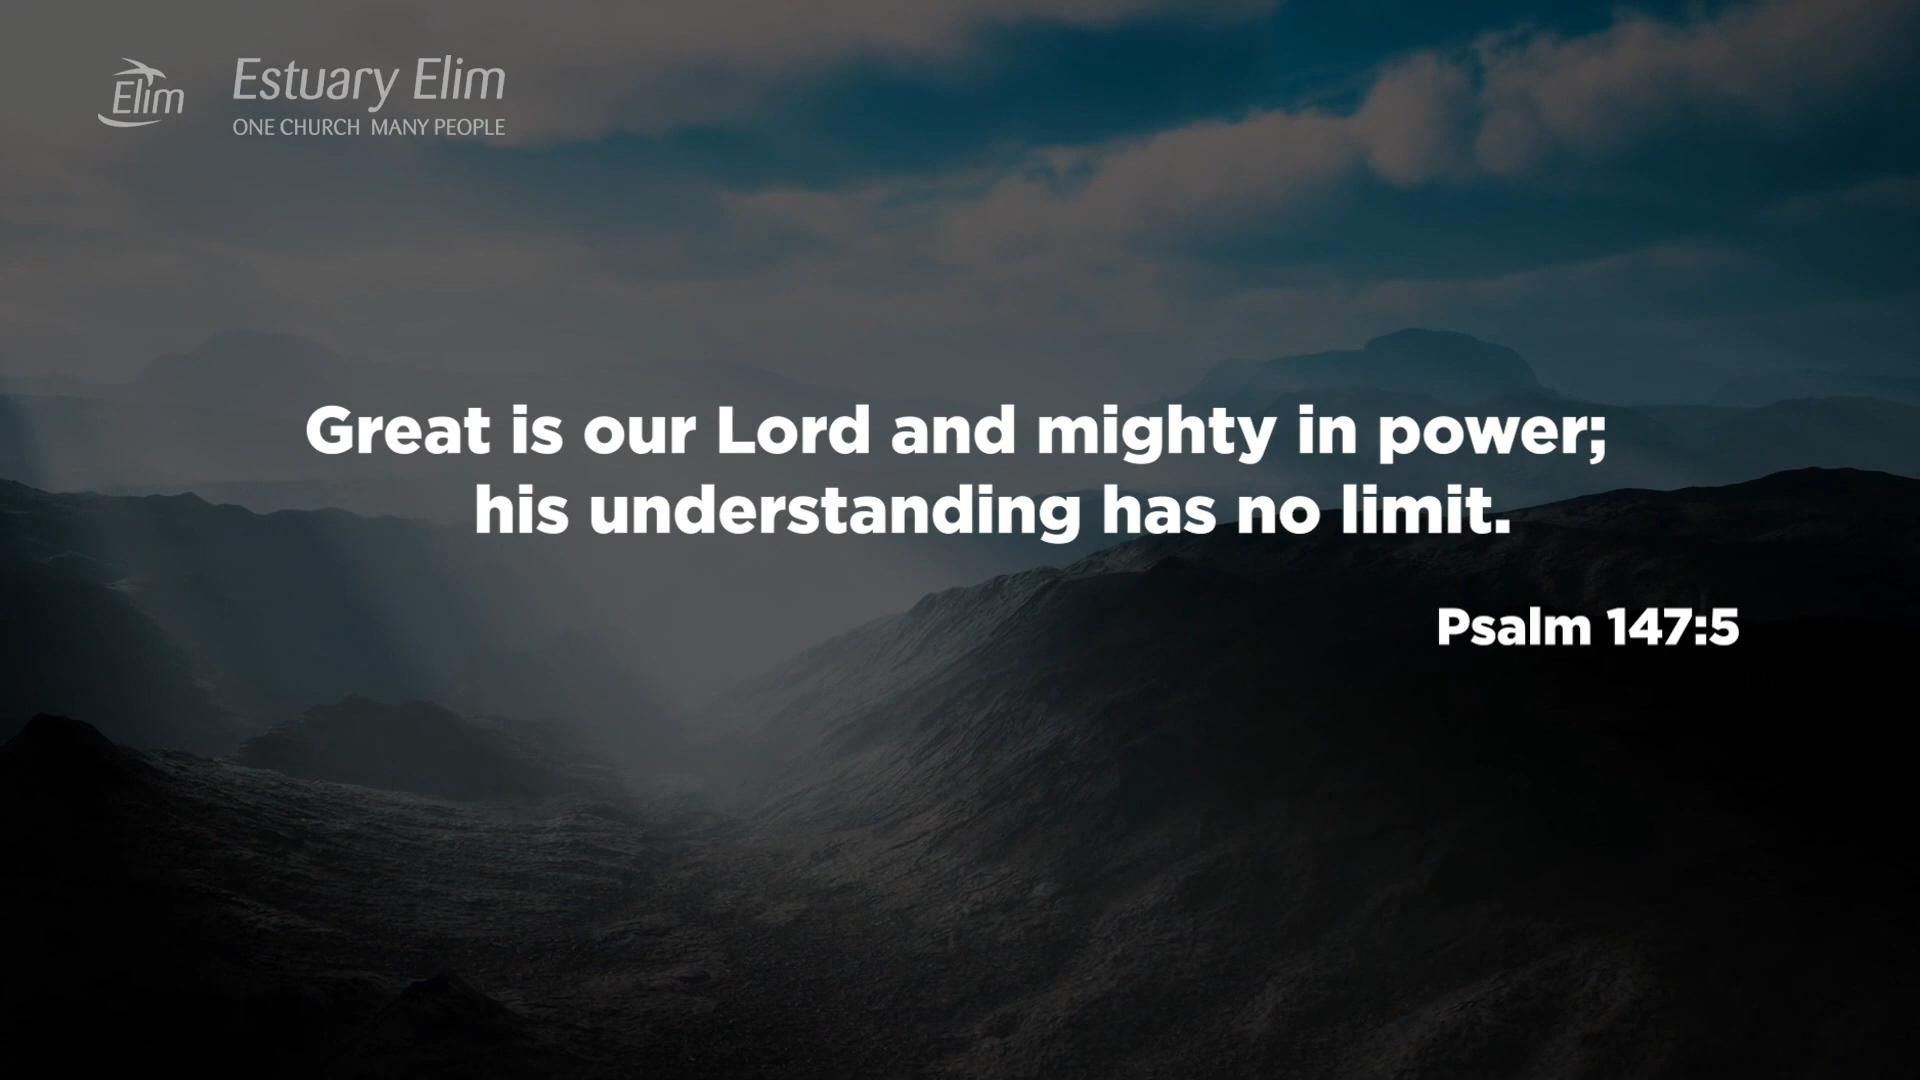 Elim
Estuary Elim
ONE CHURCH MANY PEOPLE
Great is our Lord and mighty in power;
his understanding has no limit.
Psalm 147:5